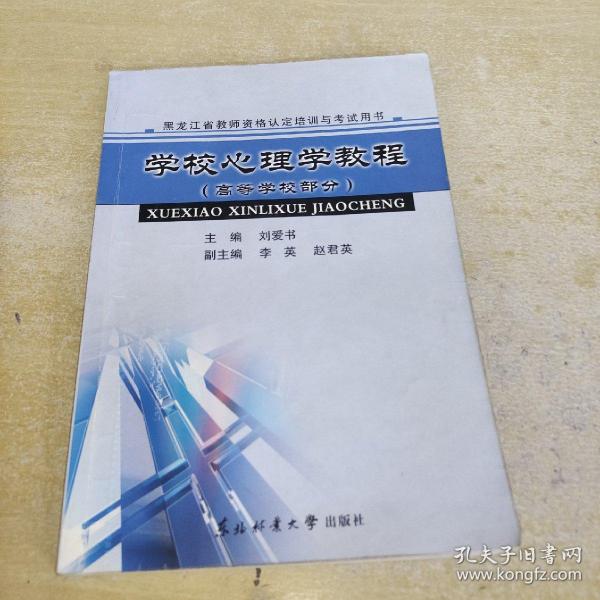 黑龙江省教师资格认定培训与考试用书
学校心理学教程
(高等学校部分)
XUEXIAO XINLIXUE JIAOCHENG
主 编 刘爱书
副主编 李 英 赵君英
东北林业大学出版社
孔夫子旧书网
www.kongfz.com